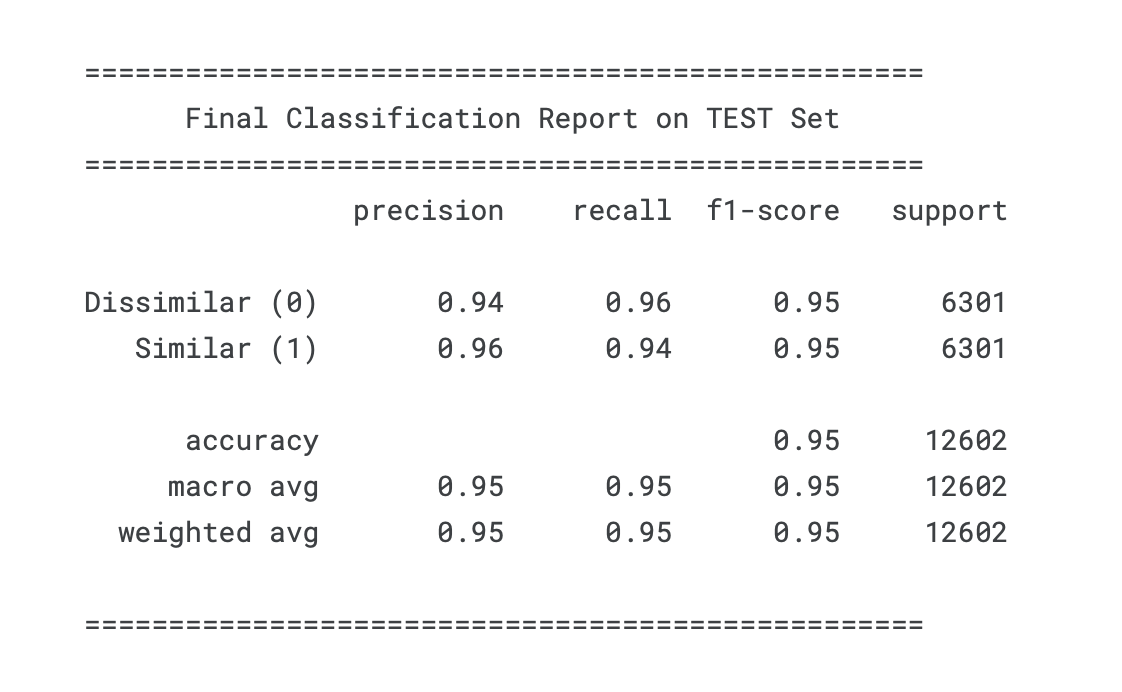 ==================================================
Final Classification Report on TEST Set
==================================================
precision recall f1-score support
Dissimilar (0) 0.94 0.96 0.95 6301
Similar (1) 0.96 0.94 0.95 6301
accuracy 0.95 12602
macro avg 0.95 0.95 0.95 12602
weighted avg 0.95 0.95 0.95 12602
==================================================